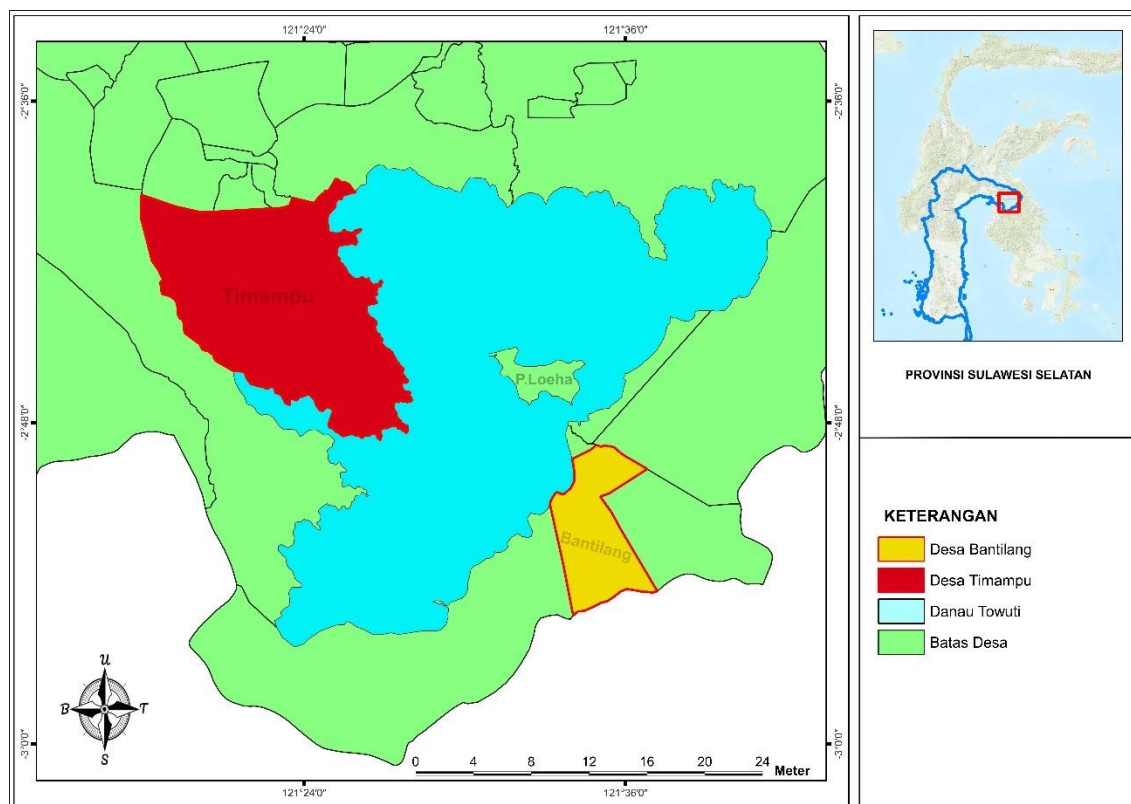 121°24'0"
121°36'0"
-2°36'0"
-2°36'0"
Timampu
P.Loeha
-2°48'0"
-2°48'0"
Bantilang
U
B
T
S
-3°0'0"
-3°0'0"
0 4 8 12 16 20 24
Meter
121°24'0"
121°36'0"
PROVINSI SULAWESI SELATAN
KETERANGAN
Desa Bantilang
Desa Timampu
Danau Towuti
Batas Desa